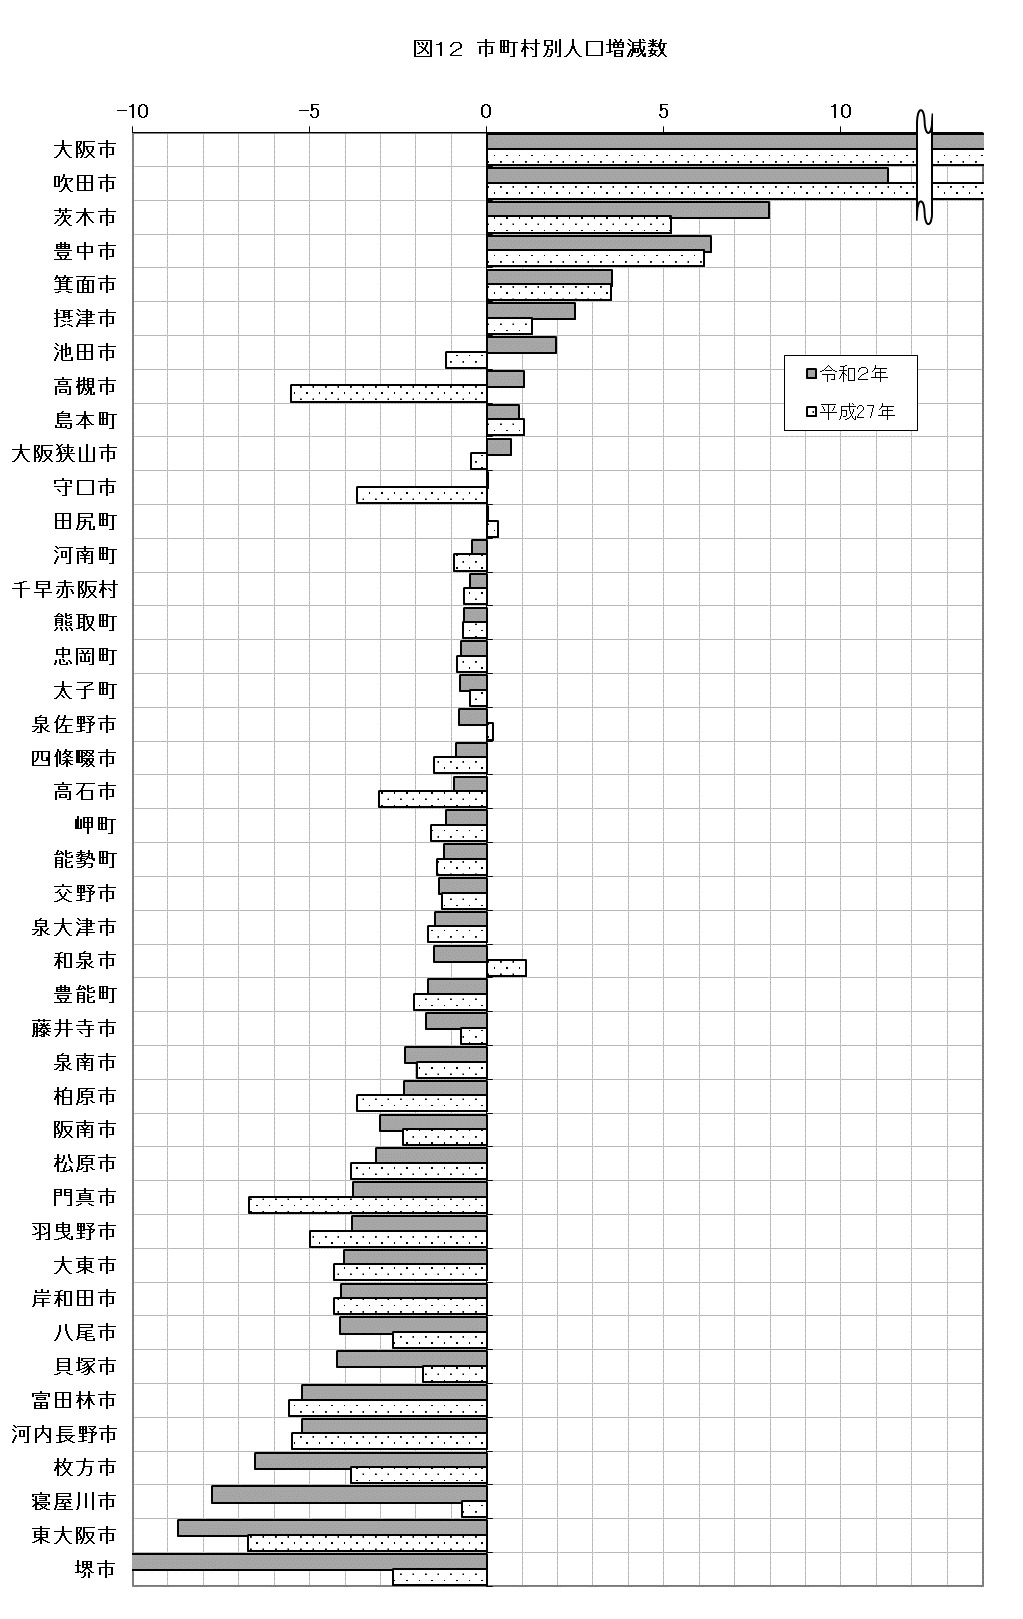 図12 市町村別人口増減数
-10 -5 0 5 10
大阪市
吹田市
茨木市
豊中市
箕面市
摂津市
池田市
令和2年
高槻市
平成27年
島本町
大阪狭山市
守口市
田尻町
河南町
千早赤阪村
熊取町
忠岡町
太子町
泉佐野市
四條畷市
高石市
岬町
能勢町
交野市
泉大津市
和泉市
豊能町
藤井寺市
泉南市
柏原市
阪南市
松原市
門真市
羽曳野市
大東市
岸和田市
八尾市
貝塚市
富田林市
河内長野市
枚方市
寝屋川市
東大阪市
堺市